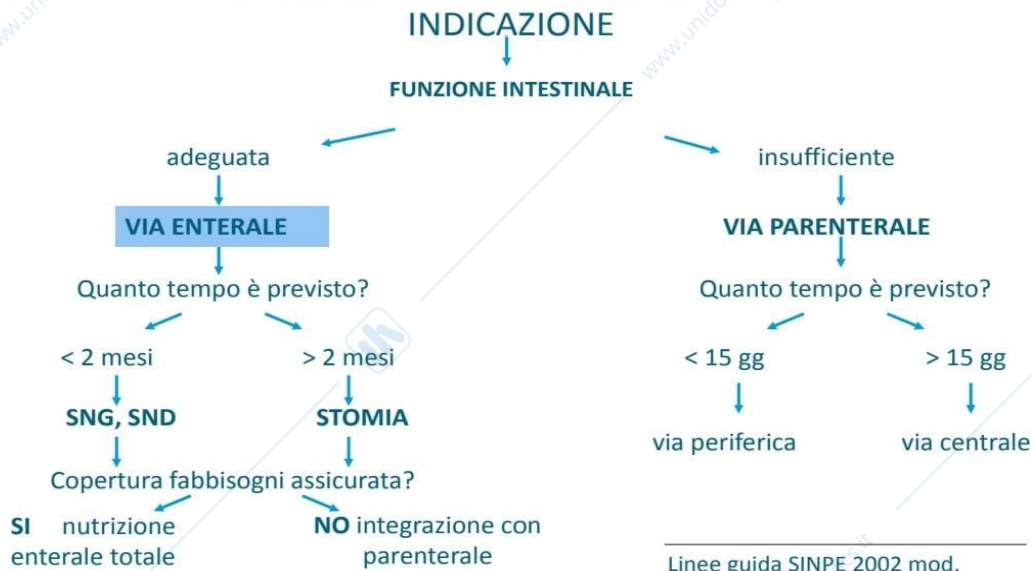 INDICAZIONE
FUNZIONE INTESTINALE
adeguata
insufficiente
VIA ENTERALE
VIA PARENTERALE
Quanto tempo è previsto?
Quanto tempo è previsto?
< 2 mesi
> 2 mesi
< 15 gg
> 15 gg
SNG, SND
STOMIA
via periferica
via centrale
Copertura fabbisogni assicurata?
SI nutrizione
enterale totale
NO integrazione con
parenterale
Linee guida SINPE 2002 mod.